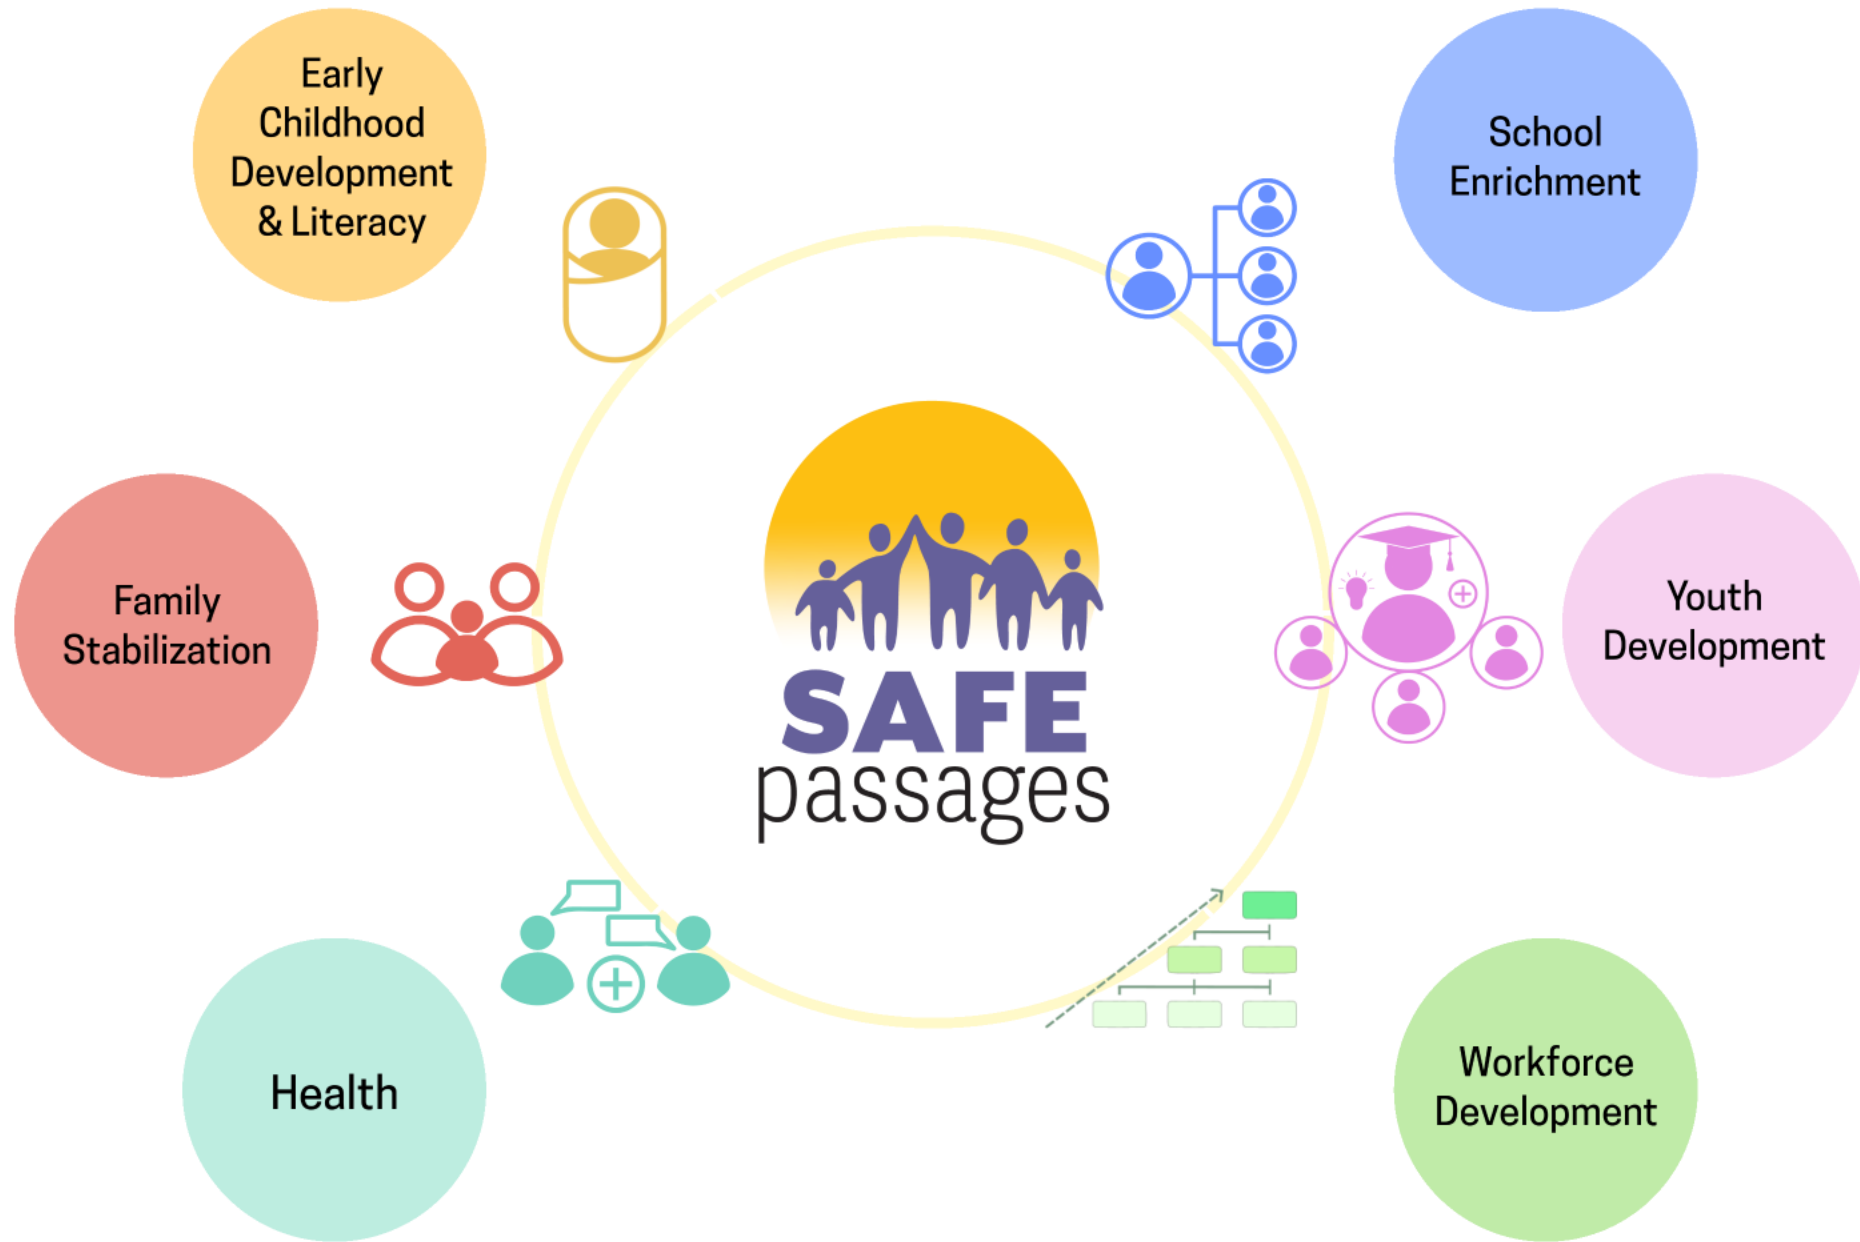 Early
Childhood
Development
& Literacy
School
Enrichment
Family
Stabilization
SAFE
passages
Youth
Development
Health
Workforce
Development